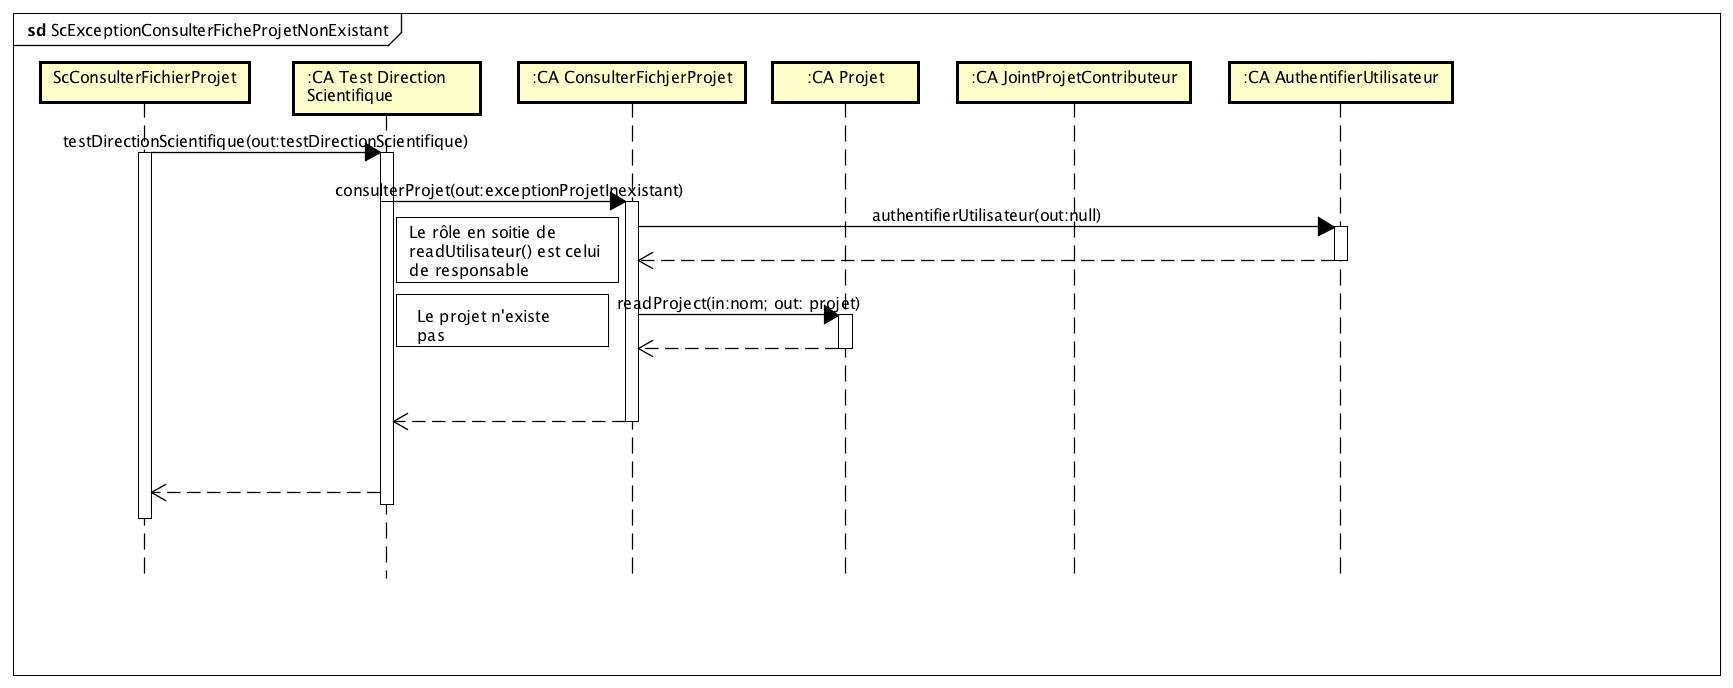 sd ScExceptionConsulterFicheProjetNonExistant
ScConsulterFichierProjet
:CA Test Direction
Scientifique
:CA ConsulterFichjerProjet
:CA Projet
:CA JointProjetContributeur
:CA AuthentifierUtilisateur
testDirectionScientifique(out:testDirectionScientifique)
consulterProjet(out:exceptionProjetInexistant)
authentifierUtilisateur(out:null)
Le rôle en soitie de
readUtilisateur() est celui
de responsable
readProject(in:nom; out: projet)
Le projet n'existe
pas